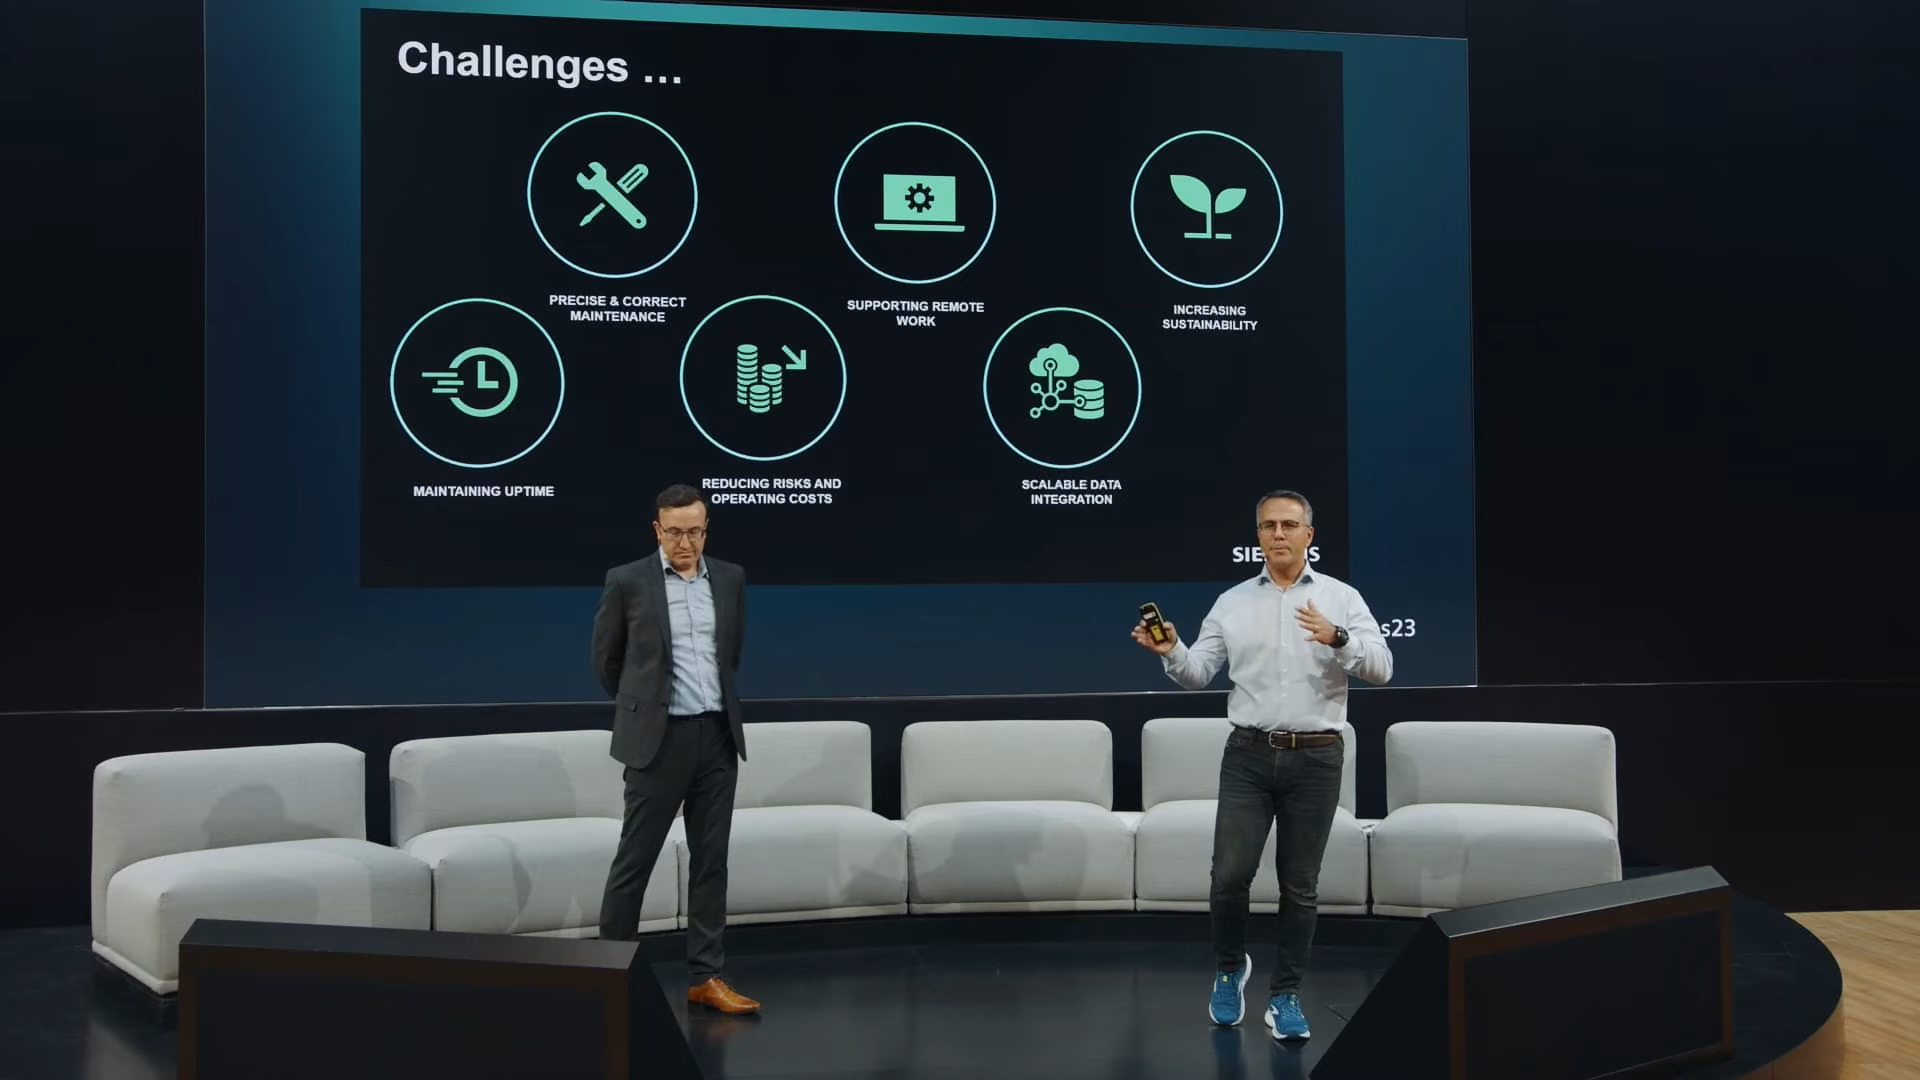 Challenges ...
PRECISE & CORRECT
MAINTENANCE
SUPPORTING REMOTE
WORK
INCREASING
SUSTAINABILITY
MAINTAINING UPTIME
REDUCING RISKS AND
OPERATING COSTS
SCALABLE DATA
INTEGRATION